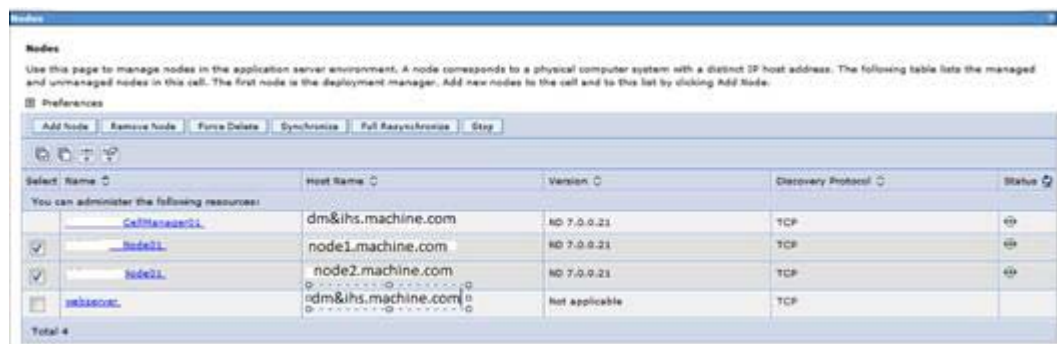 Nodes
Nodes
Use this page to manage nodes in the application server environment. A node corresponds to a physical computer system with a distinct IP host address. The following table lists the managed
and unmanaged nodes in this cell. The first node is the deployment manager. Add new nodes to the cell and to this list by clicking Add Node.
Preferences
Add Node Remove Node Force Delete Synchronize Full Resynchronize Stop
Select Name Host Name Version Discovery Protocol Status
You can administer the following resources:
CellManager01 dm&ihs.machine.com ND 7.0.0.21 TCP
Node01 node1.machine.com ND 7.0.0.21 TCP
Node01 node2.machine.com ND 7.0.0.21 TCP
webserver dm&ihs.machine.com Not applicable TCP
Total 4